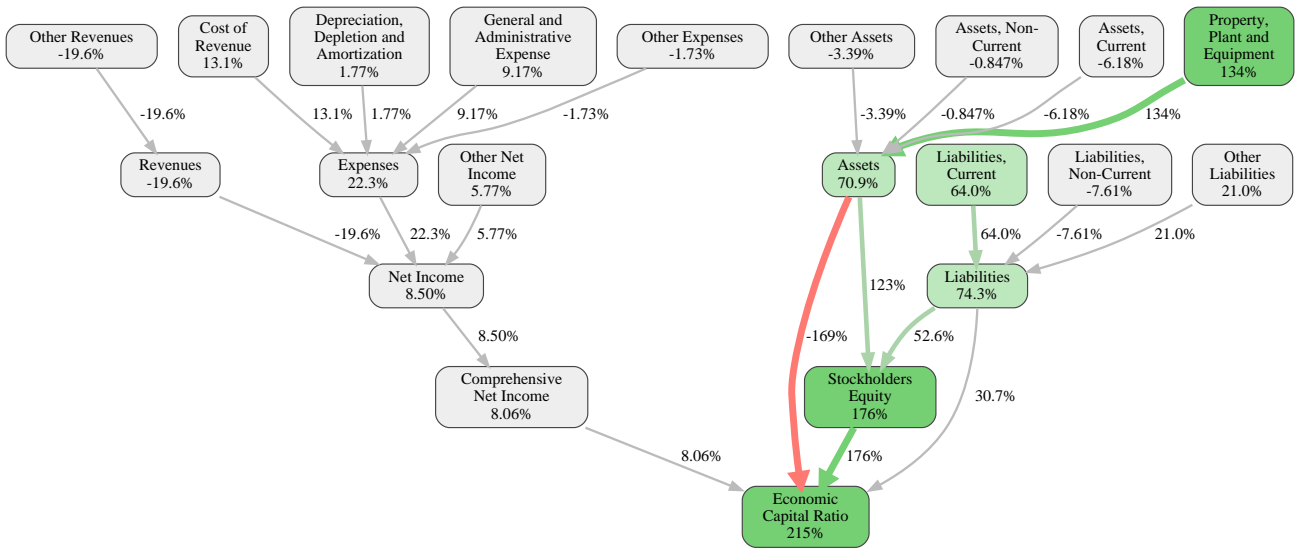 Other Revenues
-19.6%
Cost of
Revenue
13.1%
Depreciation,
Depletion and
Amortization
1.77%
General and
Administrative
Expense
9.17%
Other Expenses
-1.73%
Other Assets
-3.39%
Assets, Non-
Current
-0.847%
Assets,
Current
-6.18%
Property,
Plant and
Equipment
134%
-19.6%
13.1%
1.77%
9.17%
-1.73%
-3.39%
-0.847%
-6.18%
134%
Revenues
-19.6%
Expenses
22.3%
Other Net
Income
5.77%
Assets
70.9%
Liabilities,
Current
64.0%
Liabilities,
Non-Current
-7.61%
Other
Liabilities
21.0%
-19.6%
22.3%
5.77%
64.0%
-7.61%
21.0%
Net Income
8.50%
123%
Liabilities
74.3%
8.50%
-169%
52.6%
Comprehensive
Net Income
8.06%
Stockholders
Equity
176%
30.7%
8.06%
176%
Economic
Capital Ratio
215%